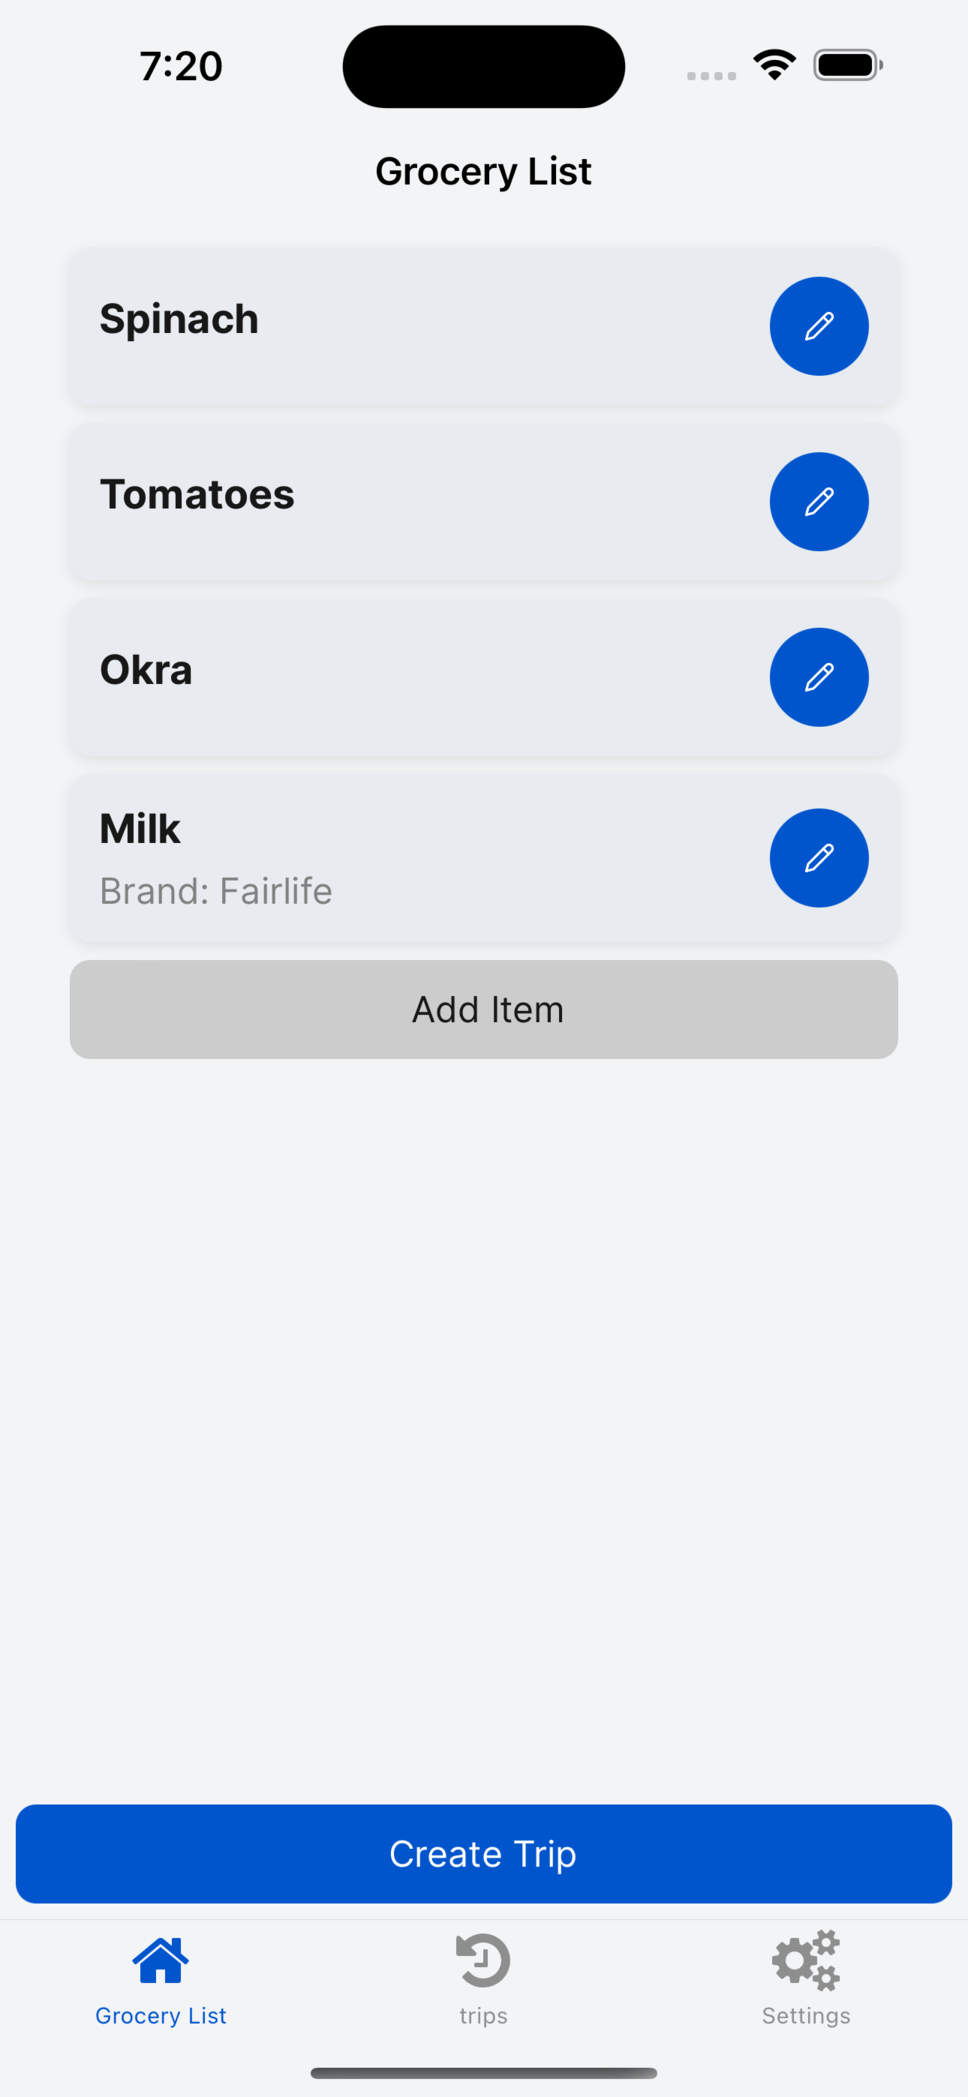 7:20
Grocery List
Spinach
Tomatoes
Okra
Milk
Brand: Fairlife
Add Item
Create Trip
Grocery List
trips
Settings